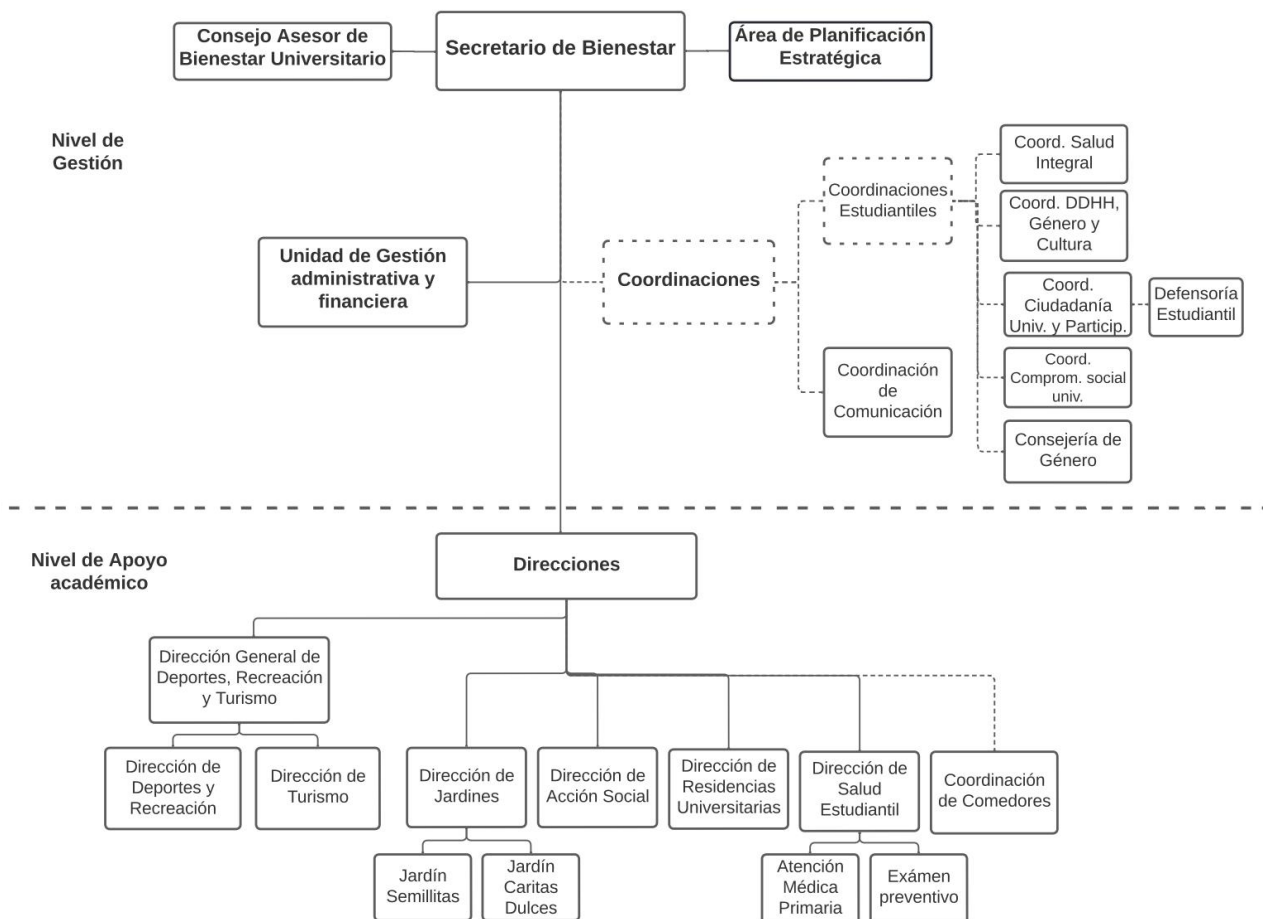 Consejo Asesor de
Bienestar Universitario
Secretario de Bienestar
Área de Planificación
Estratégica
Nivel de
Gestión
Coord. Salud
Integral
Coordinaciones
Estudiantiles
Coord. DDHH,
Género y
Cultura
Unidad de Gestión
administrativa y
financiera
Coordinaciones
Coord.
Ciudadanía
Univ. y Particip.
Defensoría
Estudiantil
Coordinación
de
Comunicación
Coord.
Comprom. social
univ.
Consejería de
Género
Nivel de Apoyo
académico
Direcciones
Dirección General de
Deportes, Recreación
y Turismo
Dirección de
Deportes y
Recreación
Dirección de
Turismo
Dirección de
Jardines
Dirección de
Acción Social
Dirección de
Residencias
Universitarias
Dirección de
Salud
Estudiantil
Coordinación
de Comedores
Jardín
Semillitas
Jardín
Caritas
Dulces
Atención
Médica
Primaria
Exámen
preventivo